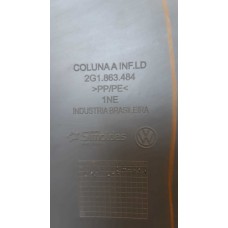 COLUNA A INF.LD
2G1.863.484
>PP/PE<
1NE
INDUSTRIA BRASILEIRA